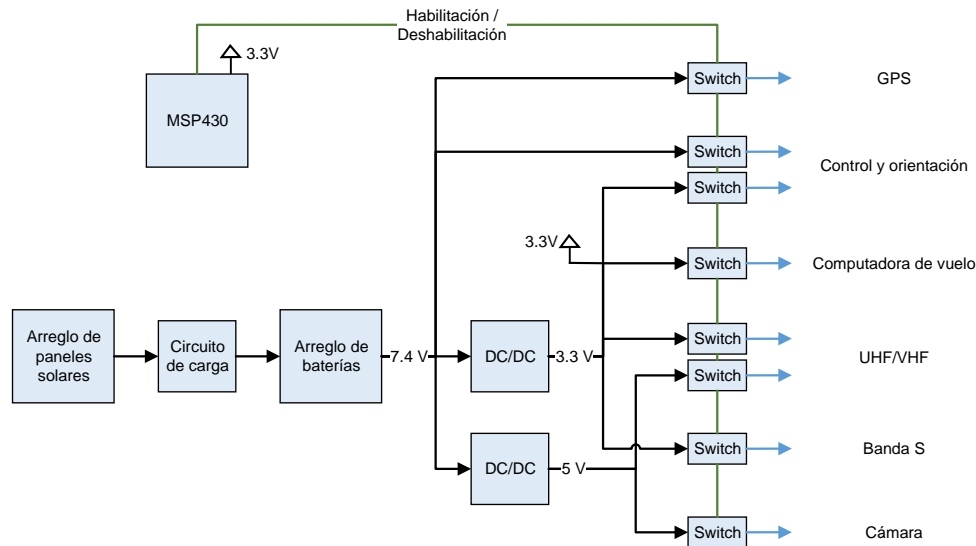 Habilitación /
Deshabilitación
3.3V
MSP430
Switch
GPS
Switch
Control y orientación
Switch
3.3V
Switch
Computadora de vuelo
Arreglo de
paneles
solares
Circuito
de carga
Arreglo de
baterías
7.4 V
DC/DC
3.3 V
Switch
UHF/VHF
Switch
DC/DC
5 V
Switch
Banda S
Switch
Cámara